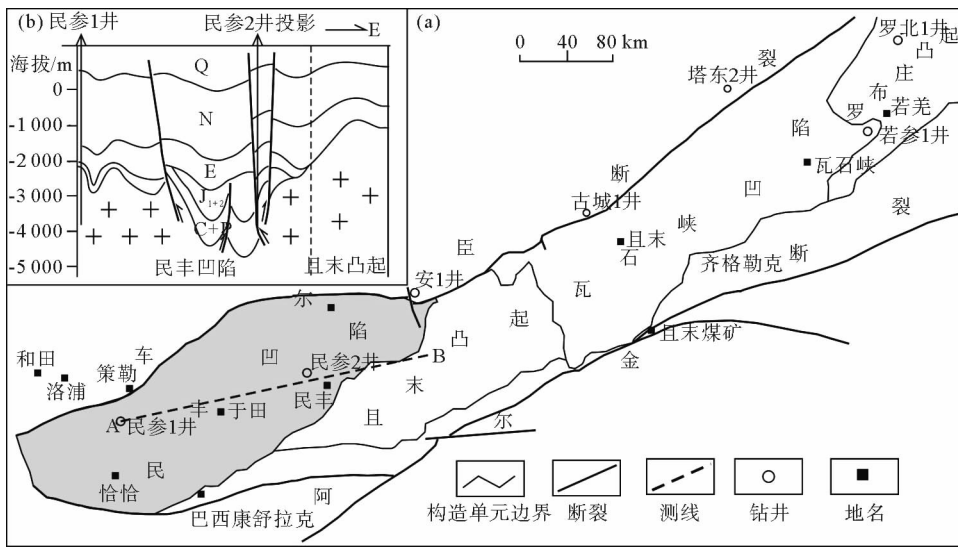 (b)
民参1井
民参2井投影
E
海拔/m
0
-1 000
-2 000
-3 000
-4 000
-5 000
Q
N
E
J1+2
C+P
民丰凹陷
且末凸起
(a)
0 60 80 km
罗北1井
塔东2井
若羌
若参1井
瓦石峡
古城1井
且末
安1井
且末煤矿
和田
洛浦
策勒
民参2井
民丰
于田
A
民参1井
B
恰恰
巴西康舒拉克
罗布庄凸起
瓦石峡凹陷
且末凸起
民丰凹陷
车尔臣断裂
齐格勒克
阿尔金断裂
构造单元边界
断裂
测线
钻井
地名